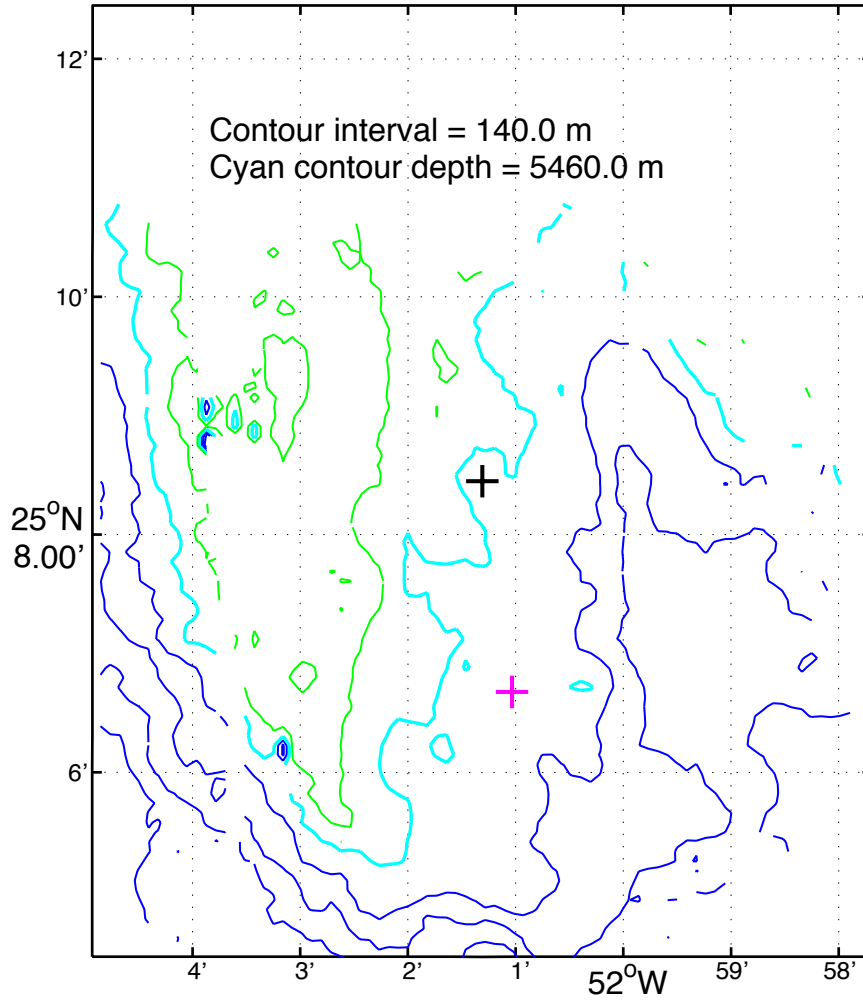 12'
Contour interval = 140.0 m
Cyan contour depth = 5460.0 m
10'
25°N
8.00'
6'
4' 3' 2' 1' 52°W 59' 58'